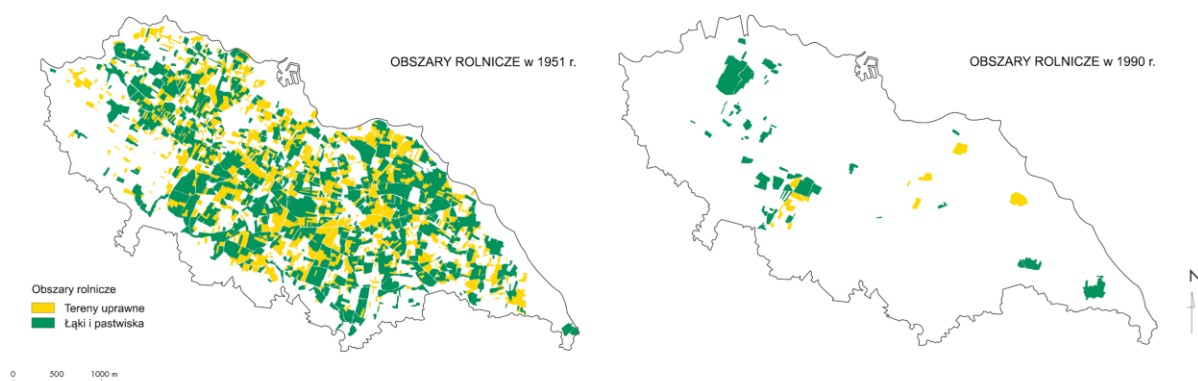 OBSZARY ROLNICZE w 1951 r.
OBSZARY ROLNICZE w 1990 r.
Obszary rolnicze
Tereny uprawne
Łąki i pastwiska
N
0 500 1000 m